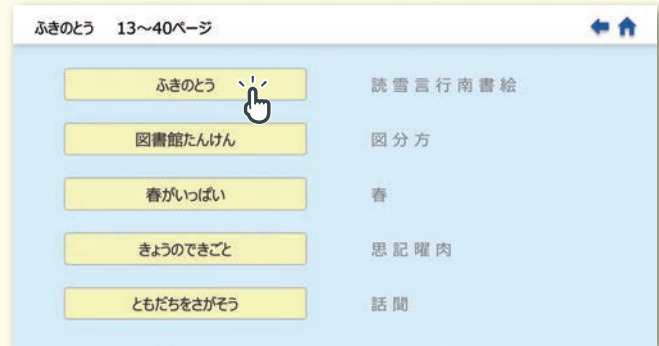 ふきのとう 13～40ページ
ふきのとう 読雪言行南書絵
図書館たんけん 図分方
春がいっぱい 春
きょうのできごと 思記曜肉
ともだちをさがそう 話聞